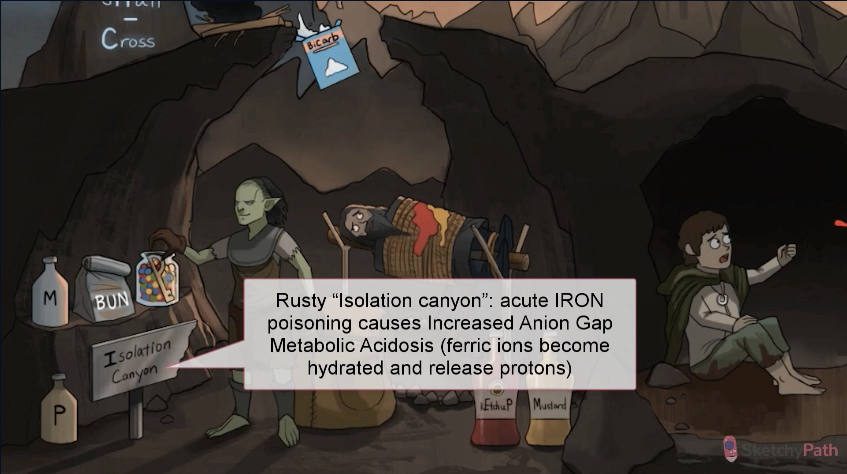 Cross
Bicarb
M
BUN
Isolation
Canyon
P
Rusty “Isolation canyon”: acute IRON
poisoning causes Increased Anion Gap
Metabolic Acidosis (ferric ions become
hydrated and release protons)
kEtchuP
Mustard
SketchyPath